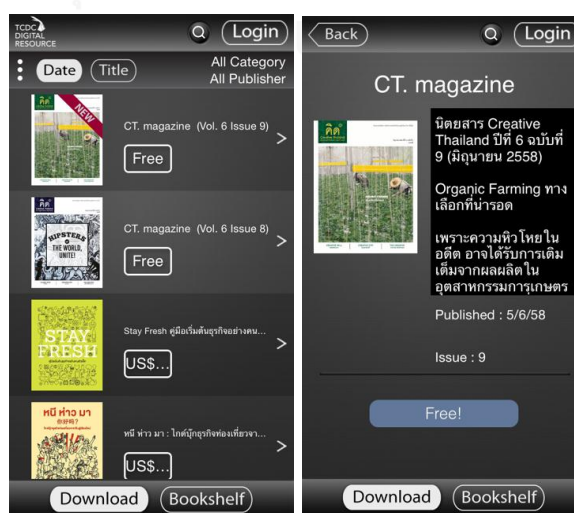 TCDC
DIGITAL
RESOURCE
Login
Date
Title
All Category
All Publisher
คิด
NEW
CT. magazine (Vol. 6 Issue 9)
Free
คิด
HIPSTERS
OF
THE WORLD,
UNITE!
CT. magazine (Vol. 6 Issue 8)
Free
STAY
FRESH
Stay Fresh คู่มือเริ่มต้นธุรกิจอย่างคน...
US$...
หนี ห่าว มา
你好吗?
หนี ห่าว มา : ไกด์บุ๊กธุรกิจท่องเที่ยวจา...
US$...
Download
Bookshelf
Back
Login
CT. magazine
คิด
นิตยสาร Creative
Thailand ปีที่ 6 ฉบับที่
9 (มิถุนายน 2558)
Organic Farming ทาง
เลือกที่น่ารอด
เพราะความหิวโหยใน
อดีต อาจได้รับการเติม
เต็มจากผลผลิตใน
อุตสาหกรรมการเกษตร
Published : 5/6/58
Issue : 9
Free!
Download
Bookshelf